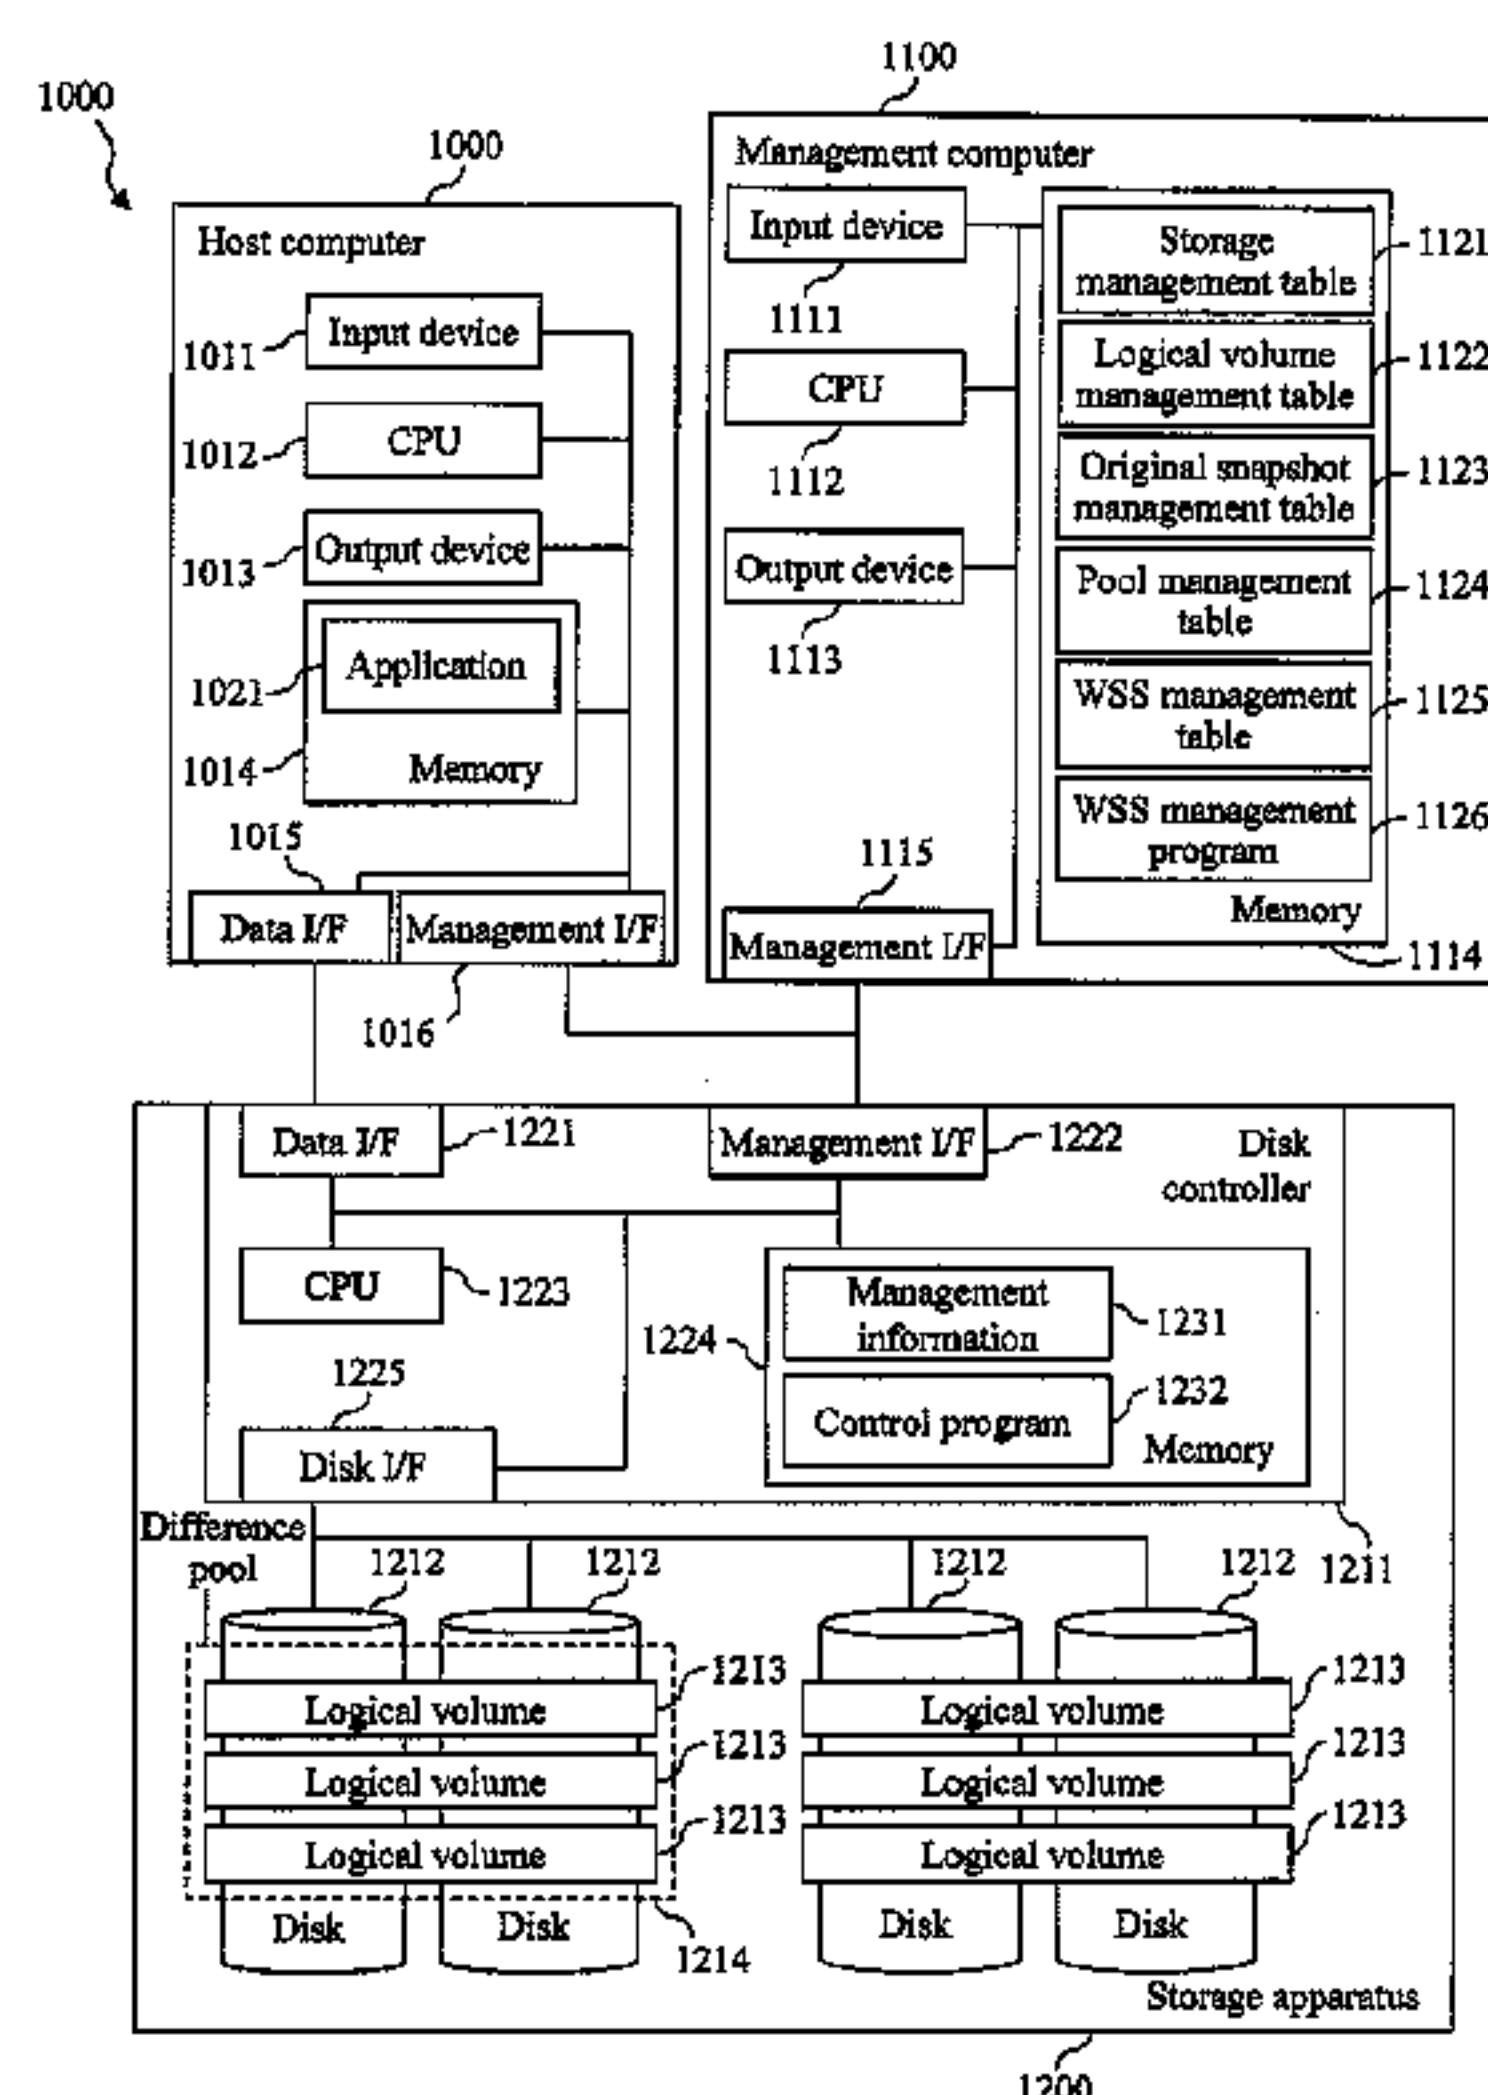 1000
1100
1000
Host computer
Input device
1011
CPU
1012
Output device
1013
Application
1021
1014
Memory
1015
Data I/F
Management I/F
1016
Management computer
Input device
1111
CPU
1112
Output device
1113
1115
Management I/F
Storage
management table
1121
Logical volume
management table
1122
Original snapshot
management table
1123
Pool management
table
1124
WSS management
table
1125
WSS management
program
1126
Memory
1114
Data I/F
1221
Management I/F
1222
Disk
controller
CPU
1223
1224
Management
information
1231
Control program
1232
Memory
1225
Disk I/F
1211
Difference
pool
1212
1212
1212
1212
Logical volume
1213
Logical volume
1213
Logical volume
1213
Logical volume
1213
Logical volume
1213
Logical volume
1213
Disk
Disk
1214
Disk
Disk
Storage apparatus
1200